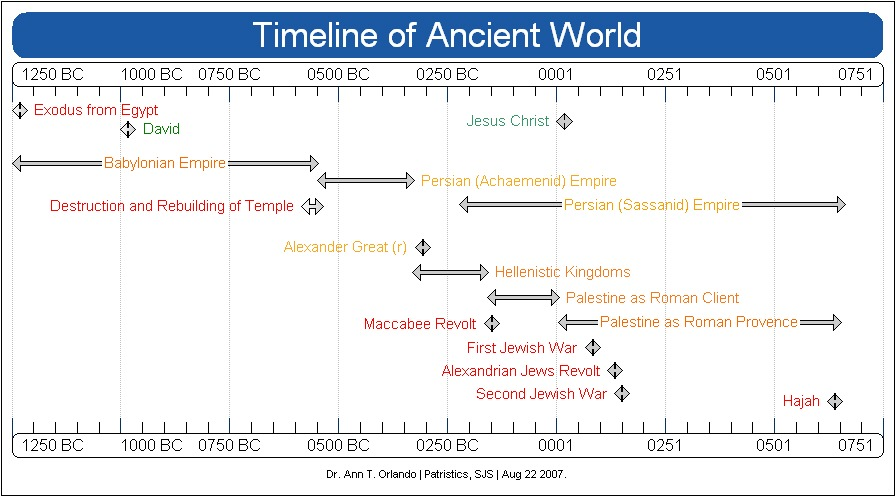 Timeline of Ancient World
1250 BC 1000 BC 0750 BC 0500 BC 0250 BC 0001 0251 0501 0751
Exodus from Egypt
Jesus Christ
David
Babylonian Empire
Persian (Achaemenid) Empire
Destruction and Rebuilding of Temple
Persian (Sassanid) Empire
Alexander Great (r)
Hellenistic Kingdoms
Palestine as Roman Client
Maccabee Revolt
Palestine as Roman Provence
First Jewish War
Alexandrian Jews Revolt
Second Jewish War
Hajah
1250 BC 1000 BC 0750 BC 0500 BC 0250 BC 0001 0251 0501 0751
Dr. Ann T. Orlando | Patristics, SJS | Aug 22 2007.